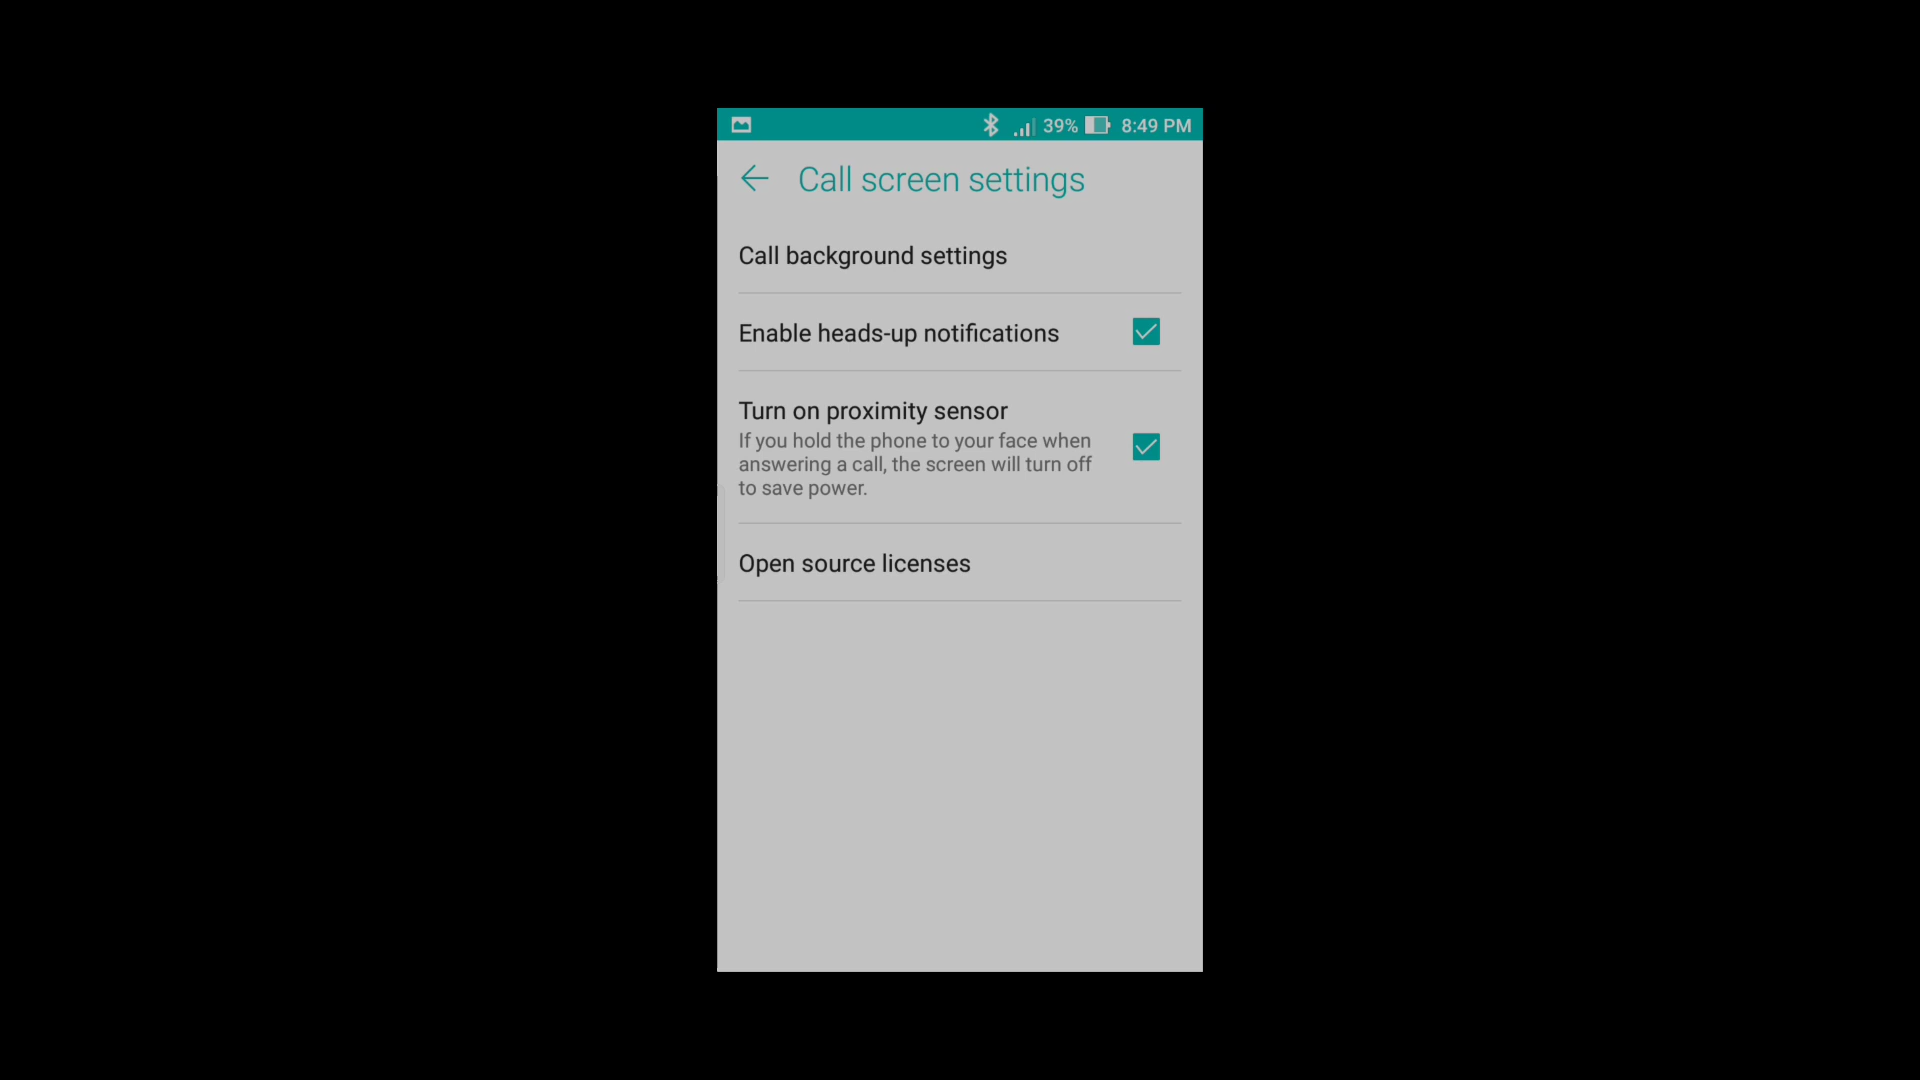 39% 8:49 PM
Call screen settings
Call background settings
Enable heads-up notifications
Turn on proximity sensor
If you hold the phone to your face when
answering a call, the screen will turn off
to save power.
Open source licenses